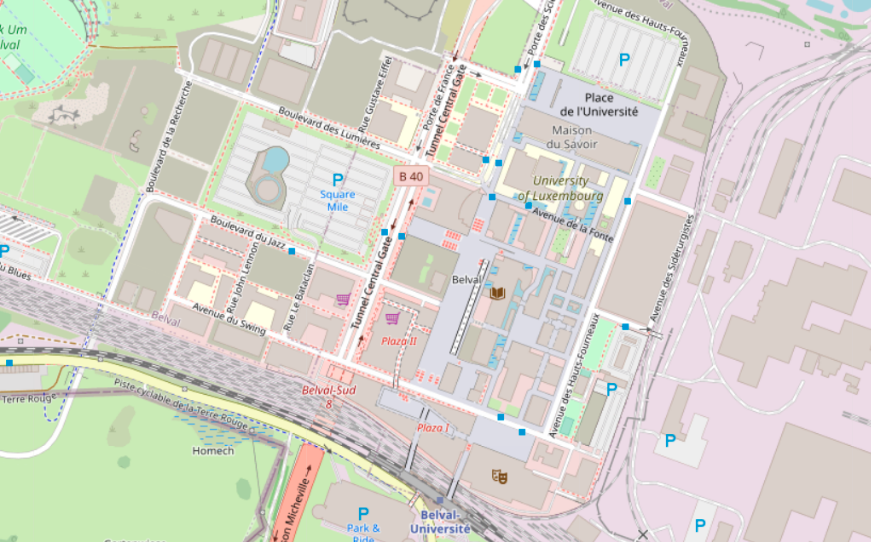 k Um
elval
Boulevard de la Recherche
Boulevard des Lumières
Rue Gustave Eiffel
Porte de France
Tunnel Central Gate
Porte des Sci
venue des Hauts-Fourneaux
P
Place
de l'Université
Maison
du Savoir
University
of Luxembourg
Avenue de la Fonte
B 40
P
Square
Mile
Boulevard du Jazz
Rue John Lennon
Rue Le Bataclan
Avenue du Swing
P
u Blues
Belval
Tunnel Central Gate
Belval
Plaza II
Avenue des Sidérurgistes
Avenue des Hauts-Fourneaux
P
Belval-Sud
8
Plaza I
Terre Rouge
Piste cyclable de la Terre Rouge
Homech
on Micheville
P
Park &
Ride
Belval-
Université
P
P